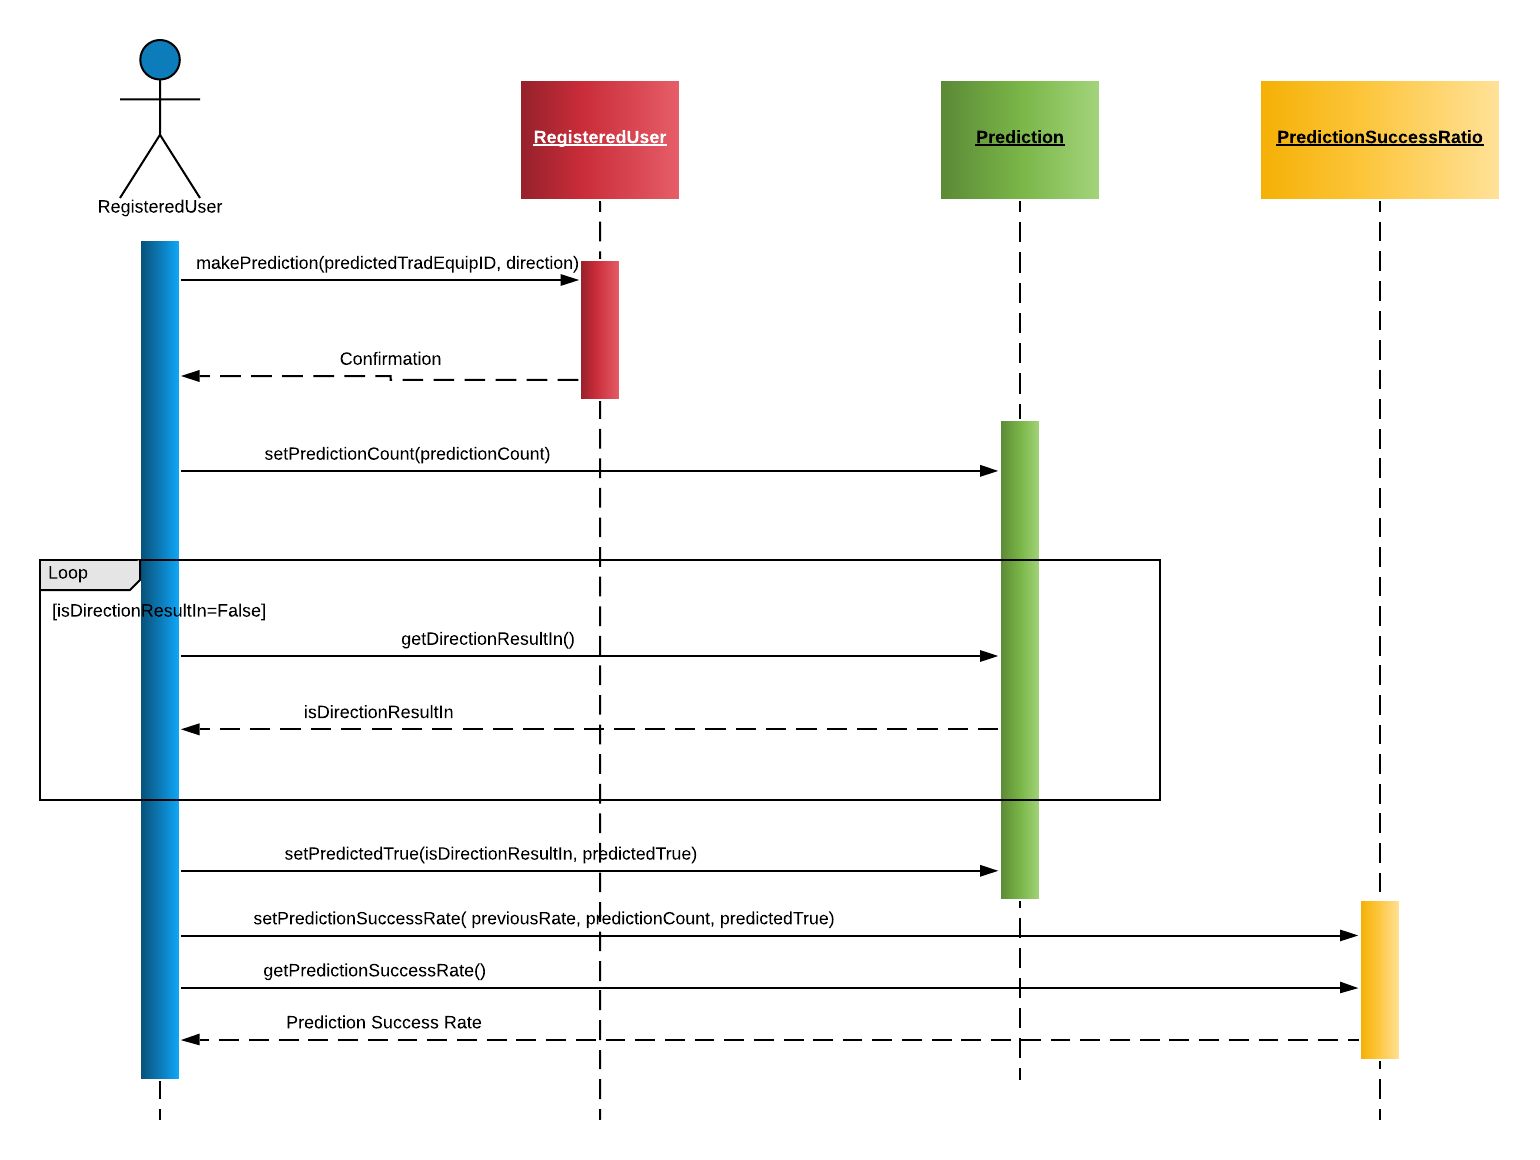 RegisteredUser
Prediction
PredictionSuccessRatio
RegisteredUser
makePrediction(predictedTradEquipID, direction)
Confirmation
setPredictionCount(predictionCount)
Loop
[isDirectionResultIn=False]
getDirectionResultIn()
isDirectionResultIn
setPredictedTrue(isDirectionResultIn, predictedTrue)
setPredictionSuccessRate( previousRate, predictionCount, predictedTrue)
getPredictionSuccessRate()
Prediction Success Rate